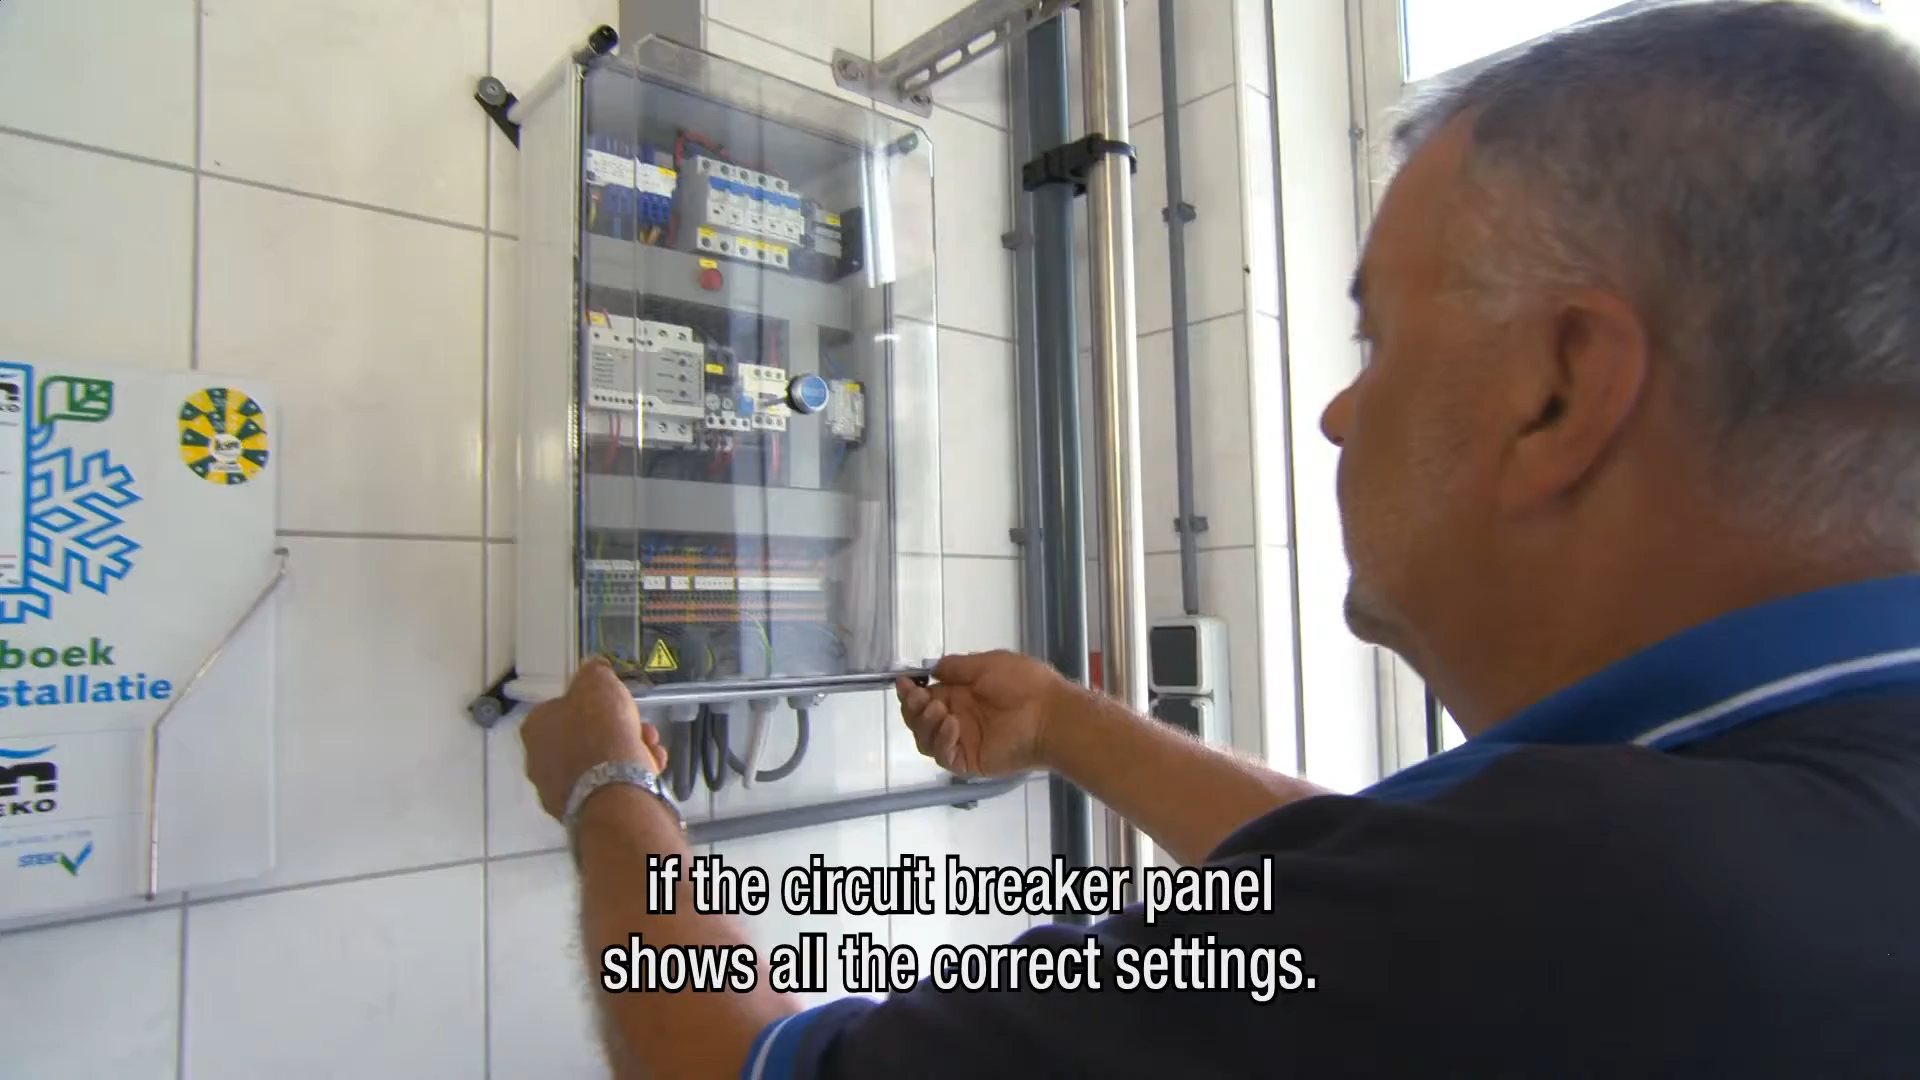 boek
stallatie
EKO
STEK
if the circuit breaker panel
shows all the correct settings.